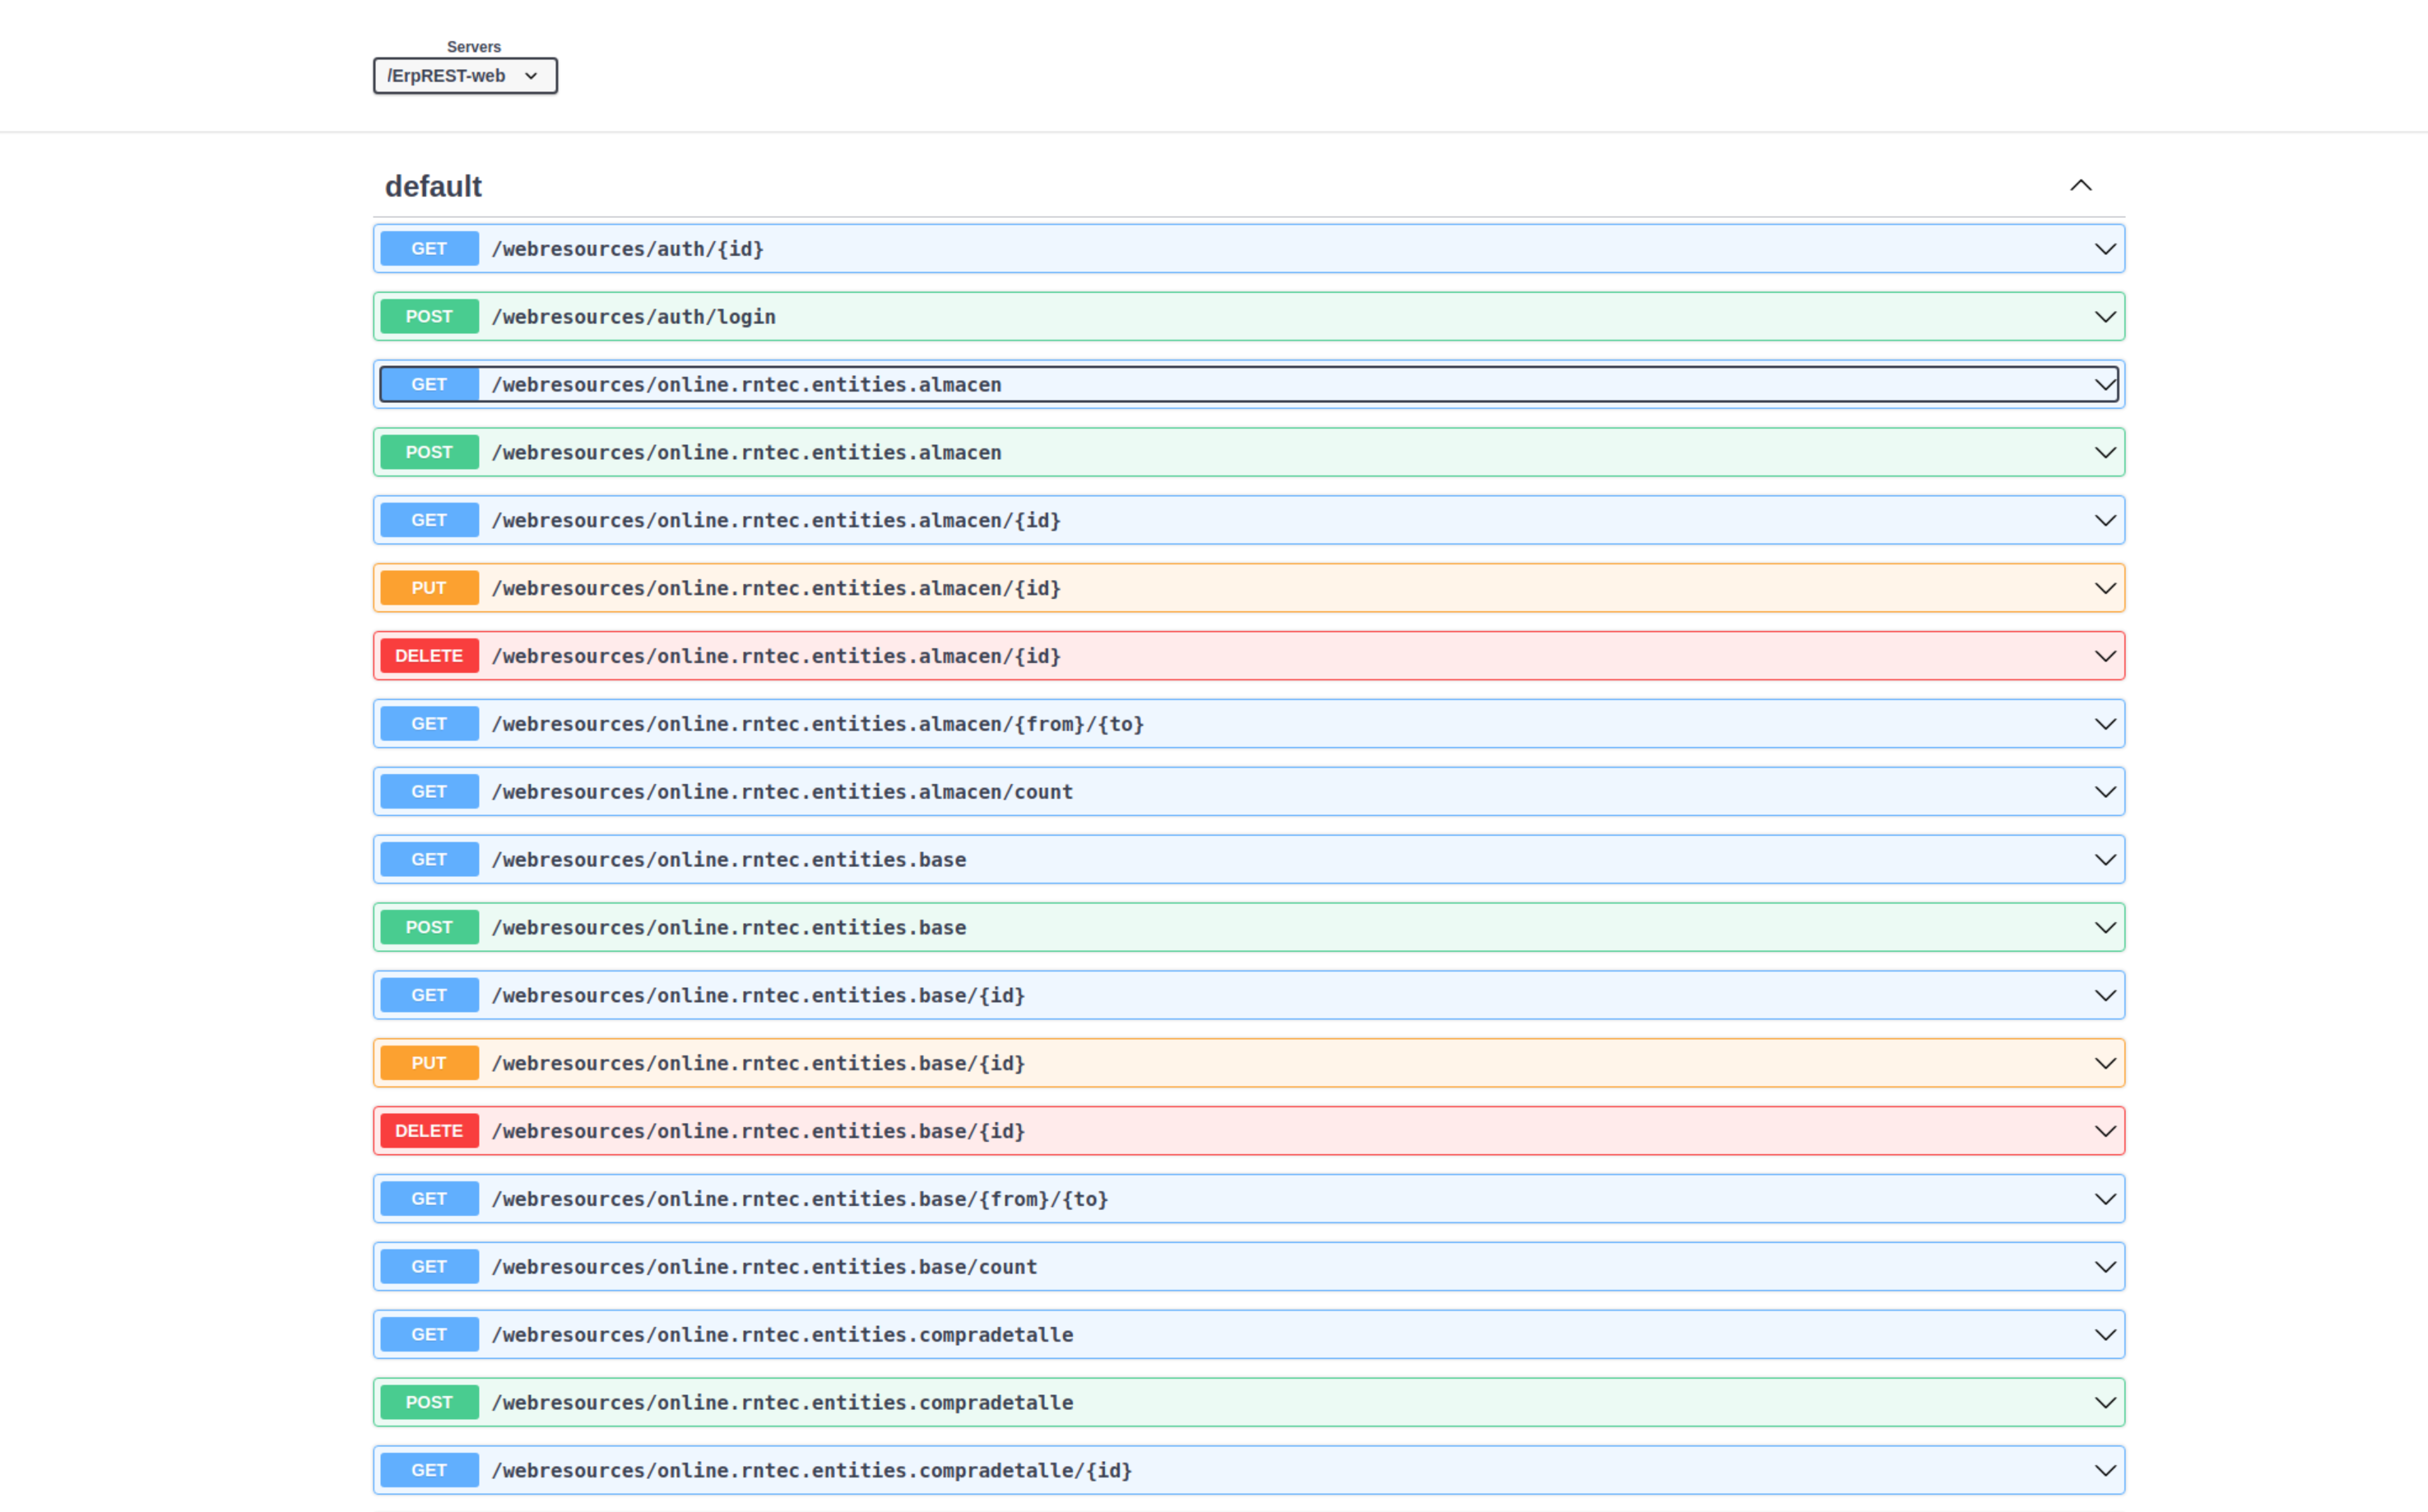 Servers
/ErpREST-web
default
GET /webresources/auth/{id}
POST /webresources/auth/login
GET /webresources/online.rntec.entities.almacen
POST /webresources/online.rntec.entities.almacen
GET /webresources/online.rntec.entities.almacen/{id}
PUT /webresources/online.rntec.entities.almacen/{id}
DELETE /webresources/online.rntec.entities.almacen/{id}
GET /webresources/online.rntec.entities.almacen/{from}/{to}
GET /webresources/online.rntec.entities.almacen/count
GET /webresources/online.rntec.entities.base
POST /webresources/online.rntec.entities.base
GET /webresources/online.rntec.entities.base/{id}
PUT /webresources/online.rntec.entities.base/{id}
DELETE /webresources/online.rntec.entities.base/{id}
GET /webresources/online.rntec.entities.base/{from}/{to}
GET /webresources/online.rntec.entities.base/count
GET /webresources/online.rntec.entities.compradetalle
POST /webresources/online.rntec.entities.compradetalle
GET /webresources/online.rntec.entities.compradetalle/{id}